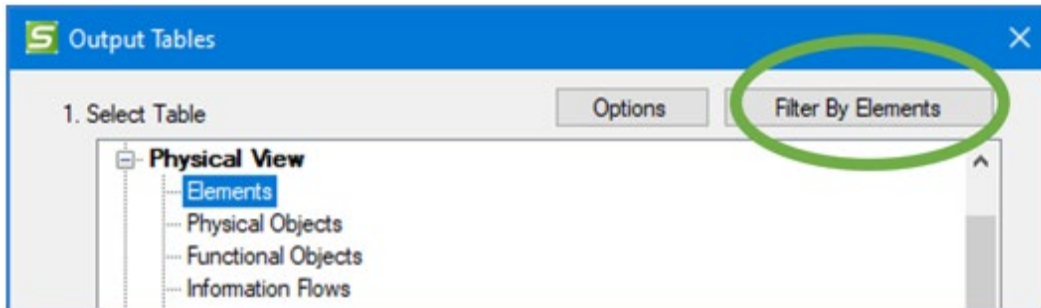 Output Tables
1. Select Table
Options
Filter By Elements
Physical View
Elements
Physical Objects
Functional Objects
Information Flows